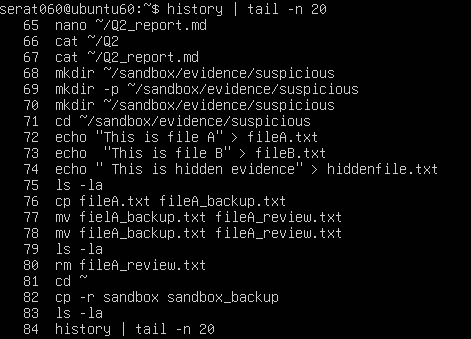 serat060@ubuntu60:~$ history | tail -n 20
65 nano ~/Q2_report.md
66 cat ~/Q2
67 cat ~/Q2_report.md
68 mkdir ~/sandbox/evidence/suspicious
69 mkdir -p ~/sandbox/evidence/suspicious
70 mkdir ~/sandbox/evidence/suspicious
71 cd ~/sandbox/evidence/suspicious
72 echo "This is file A" > fileA.txt
73 echo  "This is file B" > fileB.txt
74 echo " This is hidden evidence" > hiddenfile.txt
75 ls -la
76 cp fileA.txt fileA_backup.txt
77 mv fielA_backup.txt fileA_review.txt
78 mv fileA_backup.txt fileA_review.txt
79 ls -la
80 rm fileA_review.txt
81 cd ~
82 cp -r sandbox sandbox_backup
83 ls -la
84 history | tail -n 20